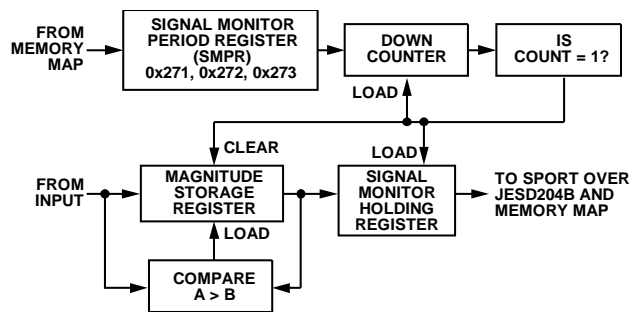 FROM
MEMORY
MAP
SIGNAL MONITOR
PERIOD REGISTER
(SMPR)
0x271, 0x272, 0x273
DOWN
COUNTER
IS
COUNT = 1?
LOAD
CLEAR
LOAD
FROM
INPUT
MAGNITUDE
STORAGE
REGISTER
SIGNAL
MONITOR
HOLDING
REGISTER
TO SPORT OVER
JESD204B AND
MEMORY MAP
LOAD
COMPARE
A > B